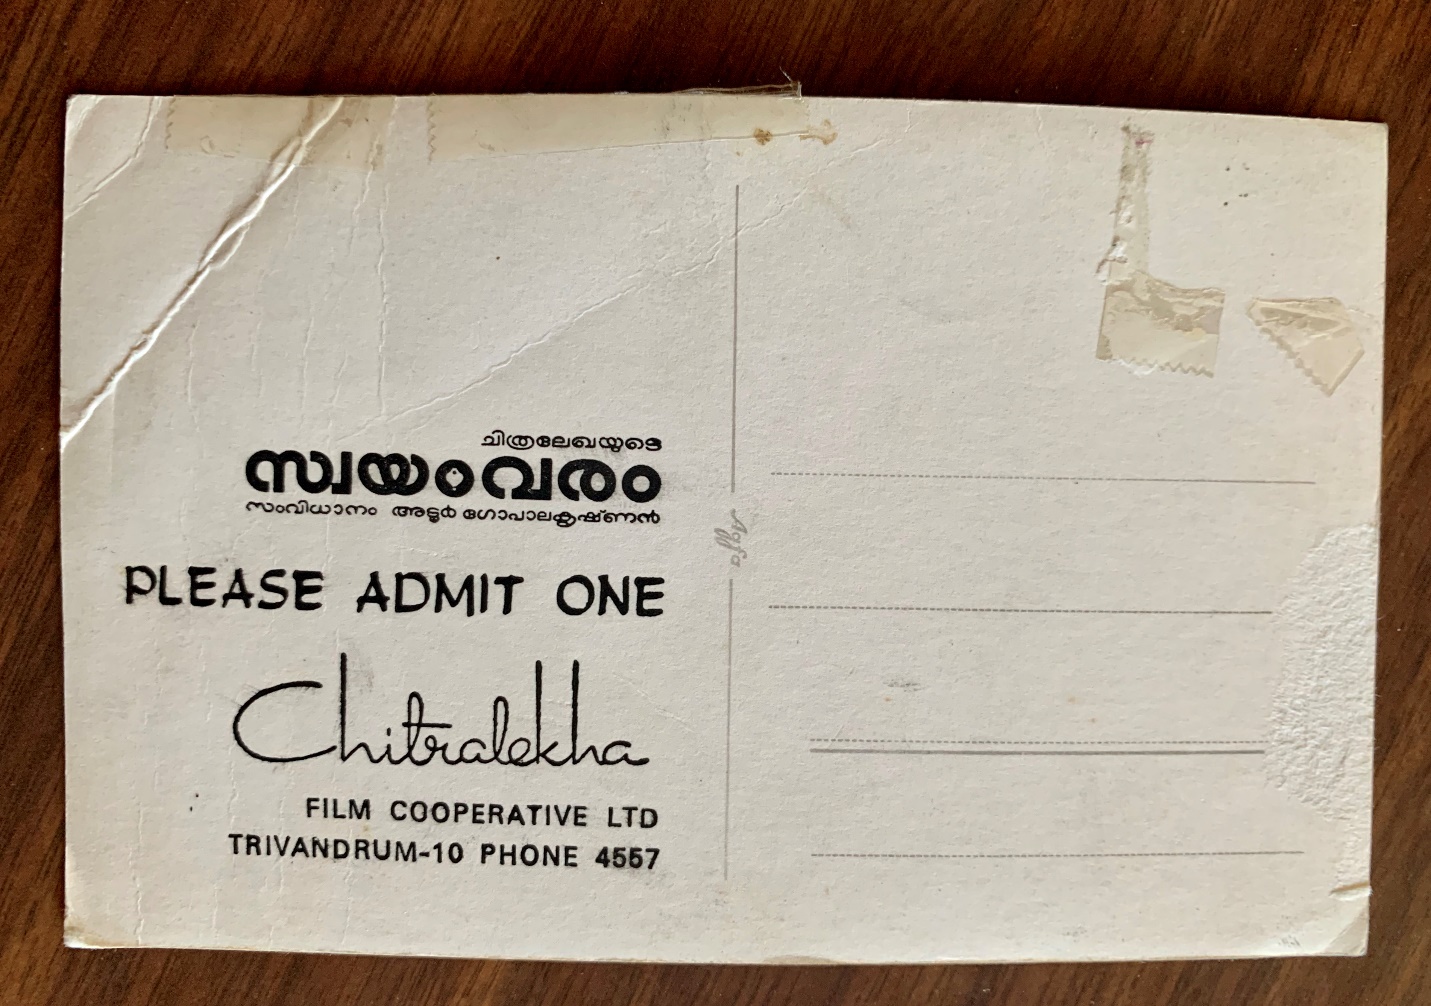 ചിത്രലേഖയുടെ
സ്വയംവരം
സംവിധാനം അടൂർ ഗോപാലകൃഷ്ണൻ
PLEASE ADMIT ONE
Chitralekha
FILM COOPERATIVE LTD
TRIVANDRUM-10 PHONE 4557
Agfa